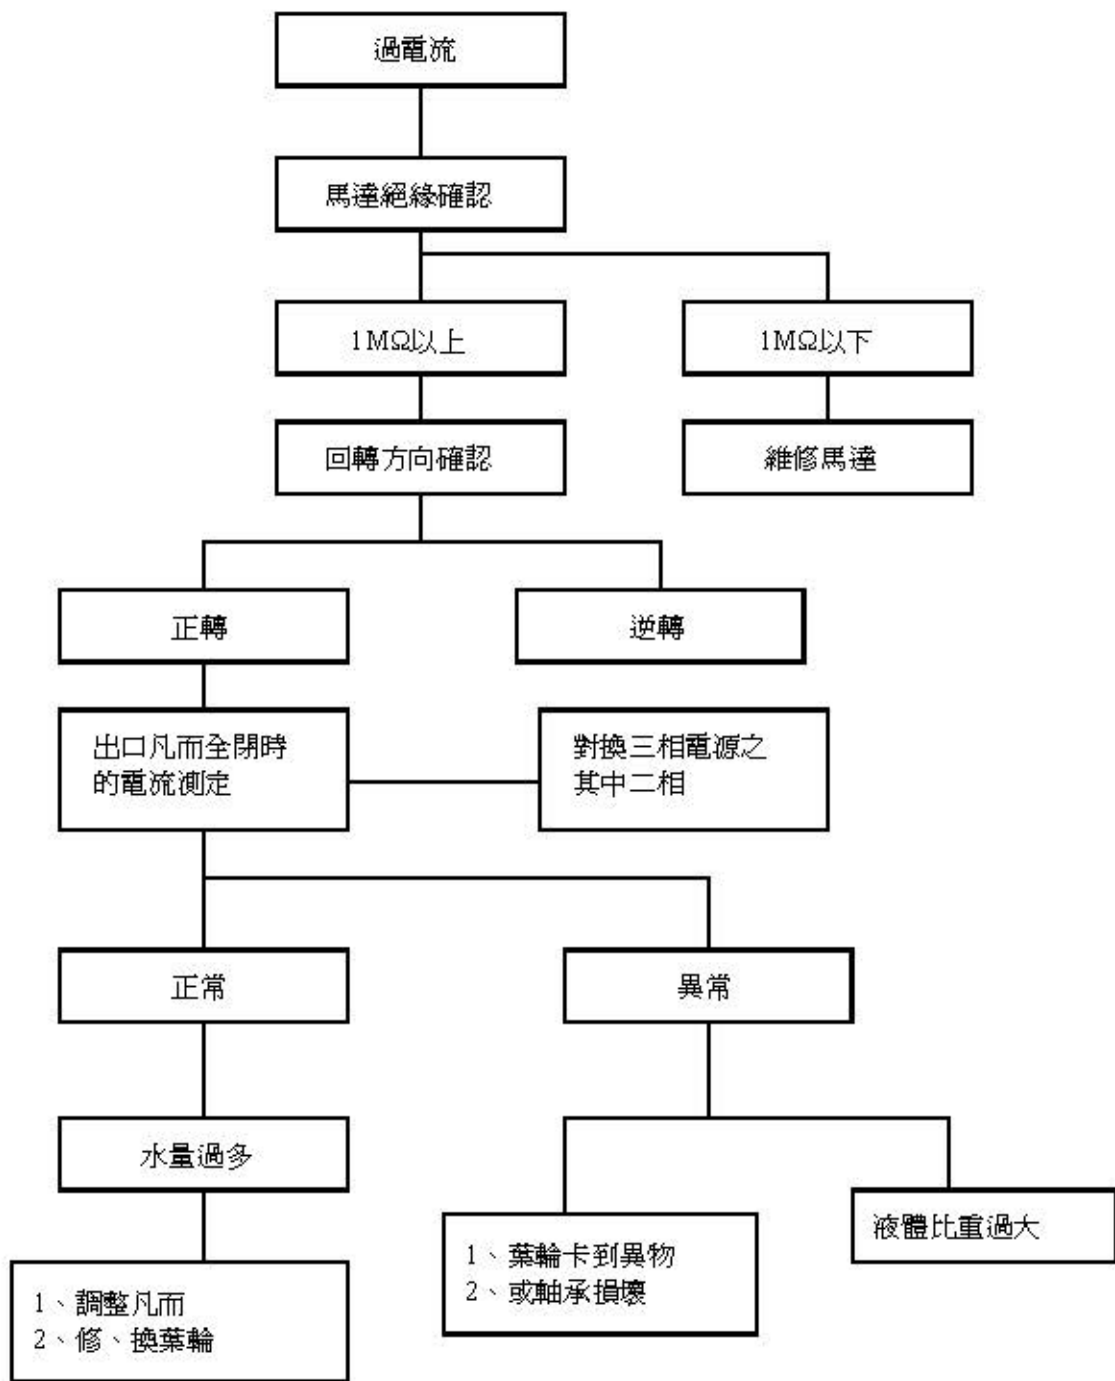 過電流
馬達絕緣確認
1MΩ以上
1MΩ以下
回轉方向確認
維修馬達
正轉
逆轉
出口凡而全閉時
的電流測定
對換三相電源之
其中二相
正常
異常
水量過多
1、葉輪卡到異物
2、或軸承損壞
液體比重過大
1、調整凡而
2、修、換葉輪